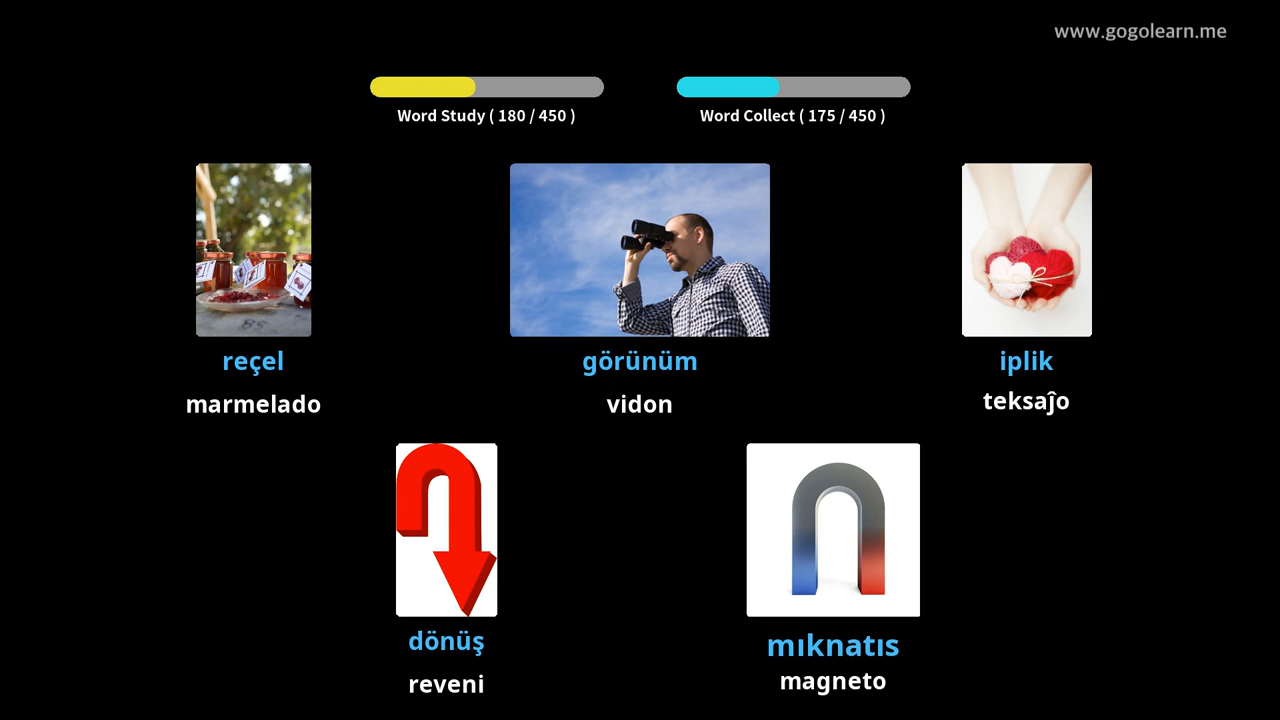 www.gogolearn.me
Word Study ( 180 / 450 )
Word Collect ( 175 / 450 )
reçel
görünüm
iplik
marmelado
vidon
teksaĵo
dönüş
mıknatıs
reveni
magneto